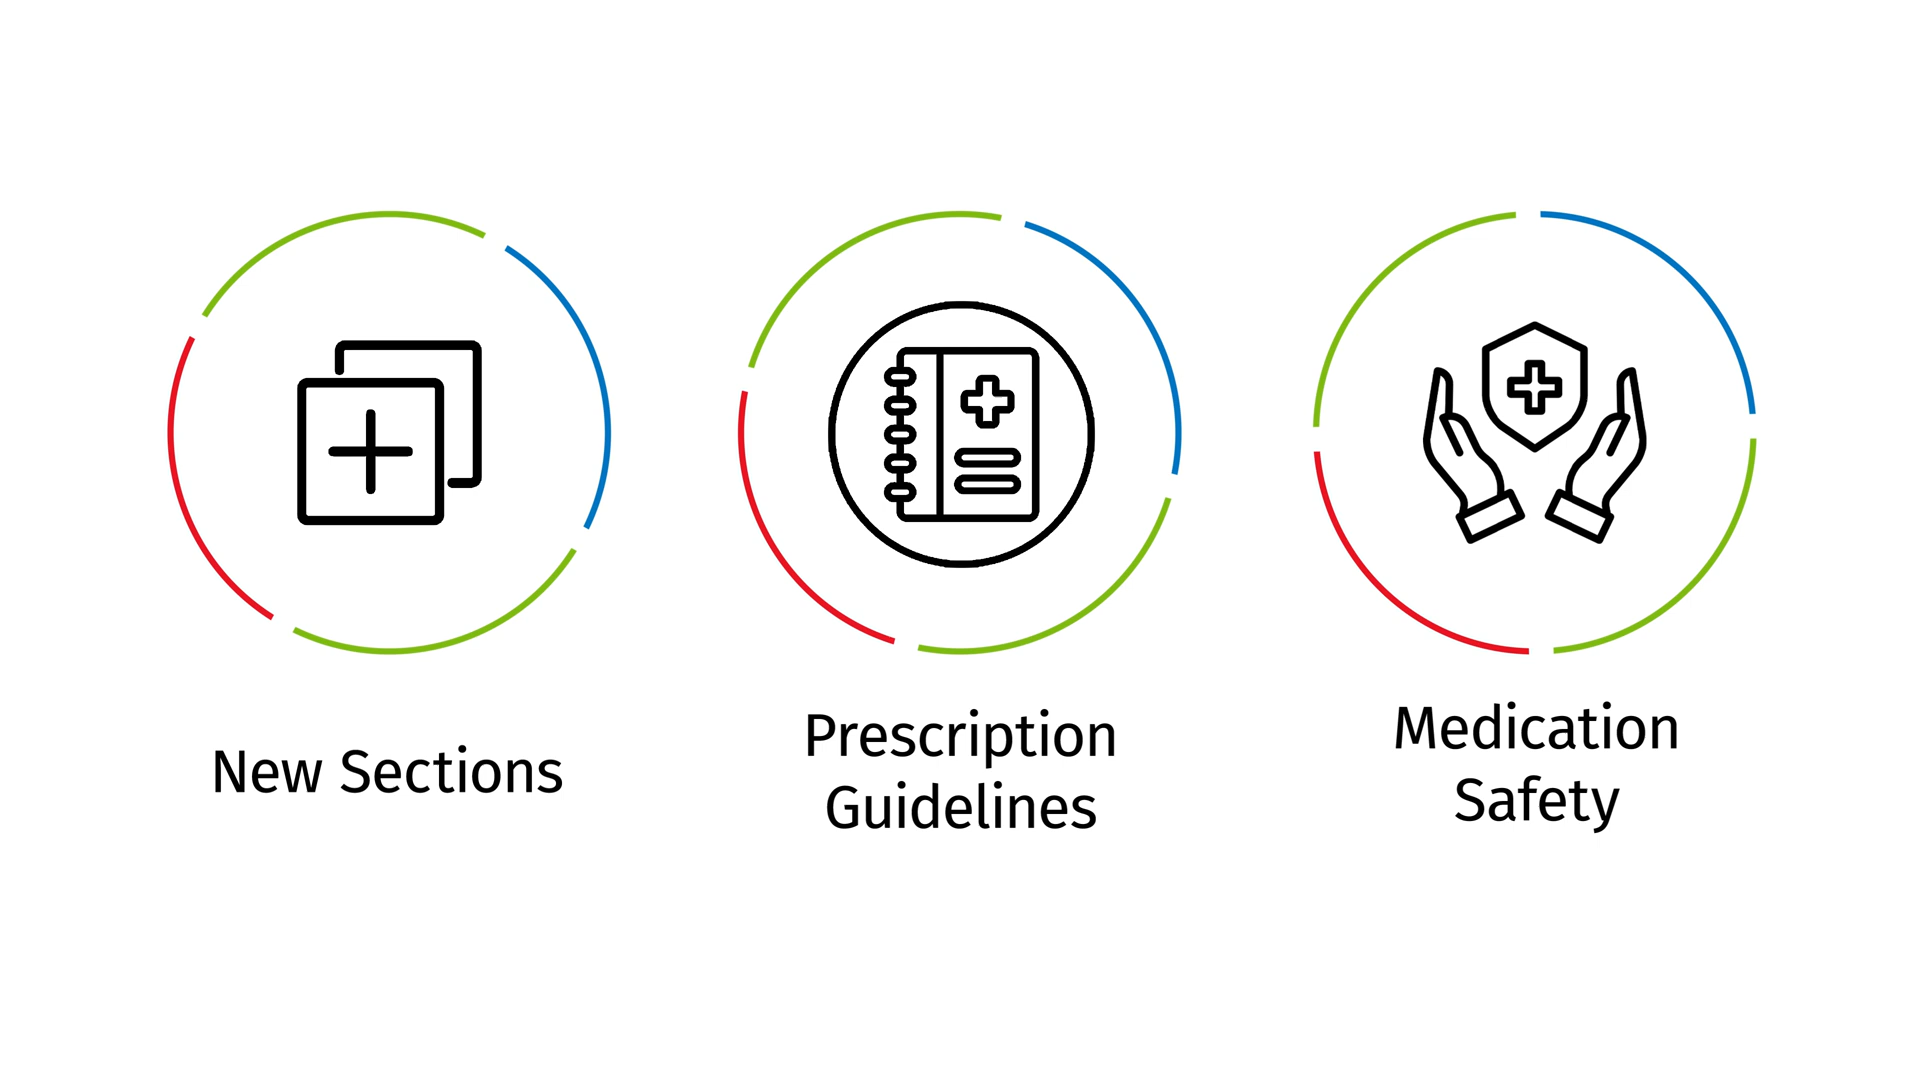 New Sections
Prescription
Guidelines
Medication
Safety